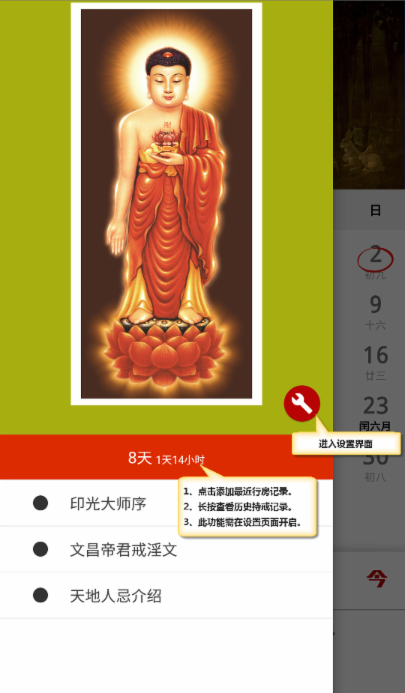 日
2
初九
9
十六
16
廿三
23
闰六月
30
初八
今
进入设置界面
8天 1天14小时
1、点击添加最近行房记录。
2、长按查看历史持戒记录。
3、此功能需在设置页面开启。
印光大师序
文昌帝君戒淫文
天地人忌介绍